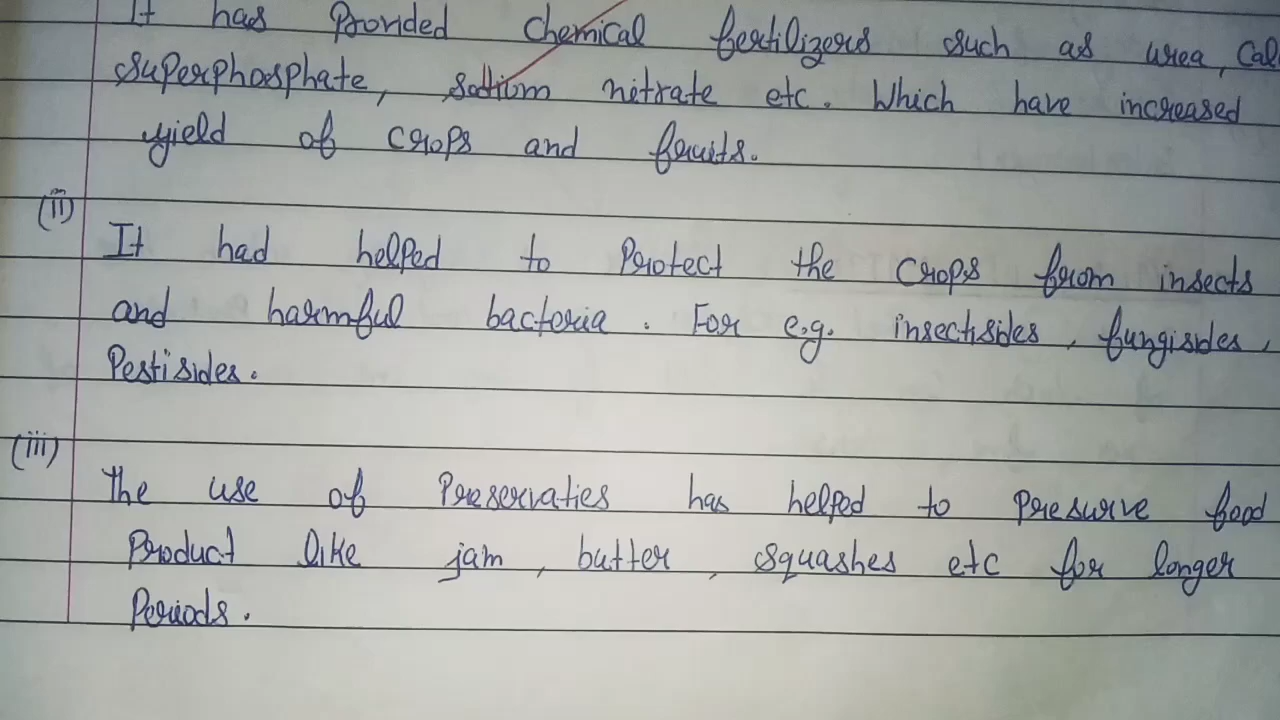 It has Provided Chemical fertilizers such as urea, Cal
superphosphate, sodium nitrate etc. Which have increased
yield of crops and fruits.
(ii)
It had helped to Protect the crops from insects
and harmful bacteria. For e.g. insectisides, fungisides,
Pestisides.
(iii)
the use of Preservaties has helped to Preserve food
Product like jam, butter, squashes etc for longer
Periods.